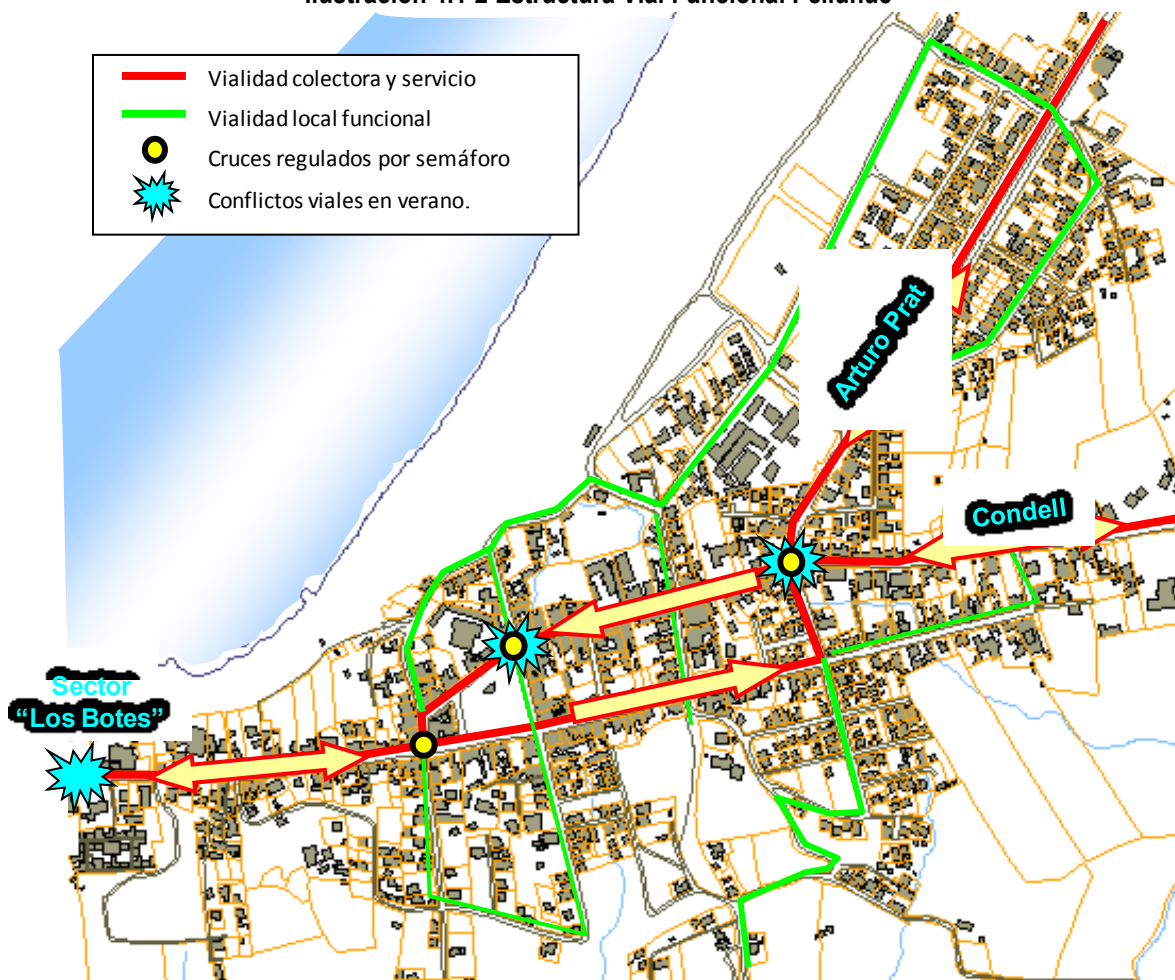 Vialidad colectora y servicio
Vialidad local funcional
Cruces regulados por semáforo
Conflictos viales en verano.
Arturo Prat
Condell
Sector
“Los Botes”